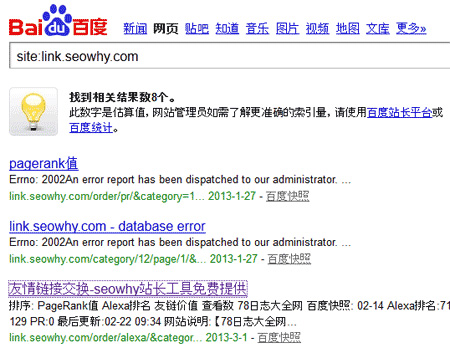 Bai du 百度 新闻 网页 贴吧 知道 音乐 图片 视频 地图 文库 更多»
site:link.seowhy.com
找到相关结果数8个。
此数字是估算值,网站管理员如需了解更准确的索引量,请使用百度站长平台或
百度统计。
pagerank值
Errno: 2002An error report has been dispatched to our administrator. ...
link.seowhy.com/order/pr/&category=1... 2013-1-27 - 百度快照
link.seowhy.com - database error
Errno: 2002An error report has been dispatched to our administrator. ...
link.seowhy.com/category/12/page/1/&... 2013-1-27 - 百度快照
友情链接交换-seowhy站长工具免费提供
排序: PageRank值 Alexa排名 友链价值 查看数 78日志大全网 百度快照: 02-14 Alexa排名:71
129 PR:0 最后更新:02-22 09:34 网站说明:【78日志大全网...
link.seowhy.com/order/alexa/&categor... 2013-3-1 - 百度快照